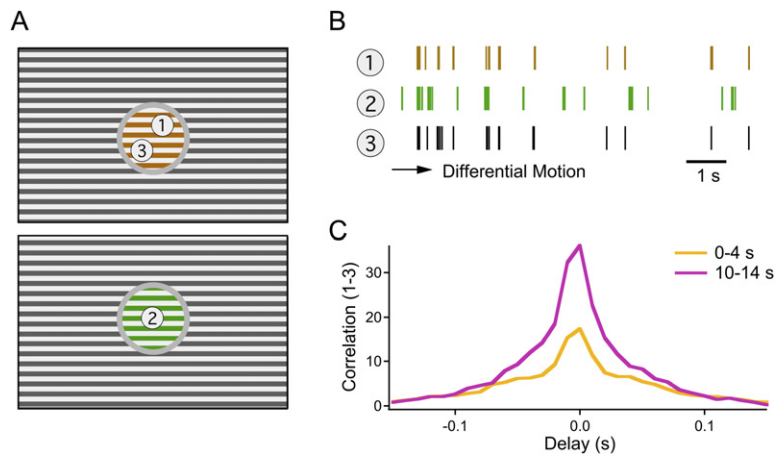 A
1
3
2
B
1
2
3
Differential Motion
1 s
C
0-4 s
10-14 s
Correlation (1-3)
30
20
10
0
-0.1
0.0
0.1
Delay (s)